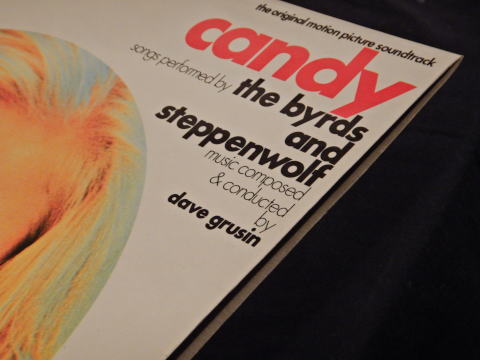 the original motion picture soundtrack
candy
songs performed by the byrds
and
steppenwolf
music composed
& conducted
by
dave grusin